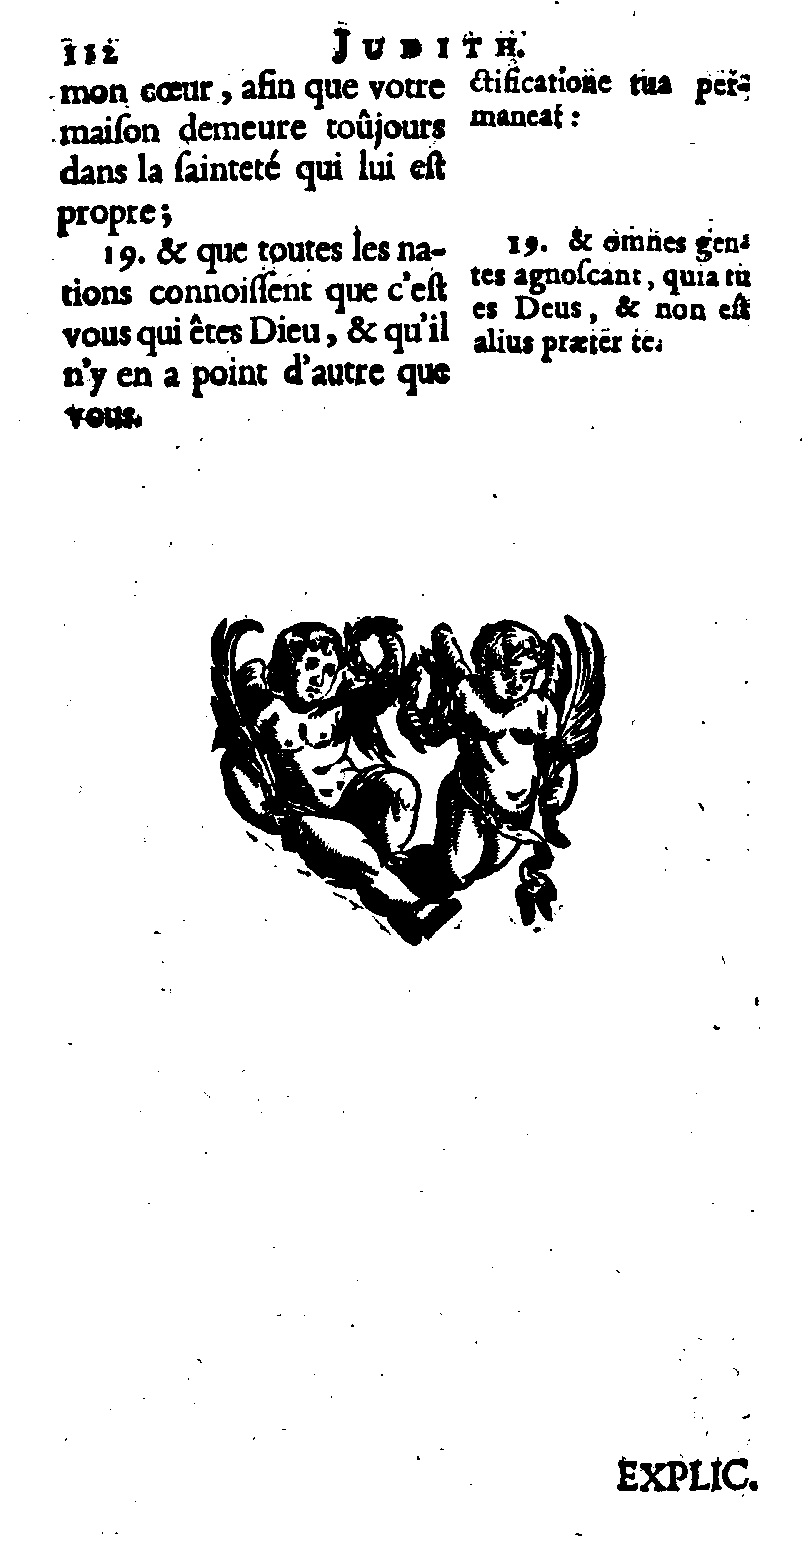 112 JUDITH.
mon cœur, afin que votre
maiſon demeure toûjours
dans la ſainteté qui lui eſt
propre;
19. & que toutes les na-
tions connoiſſent que c'eſt
vous qui êtes Dieu, & qu'il
n'y en a point d'autre que
vous.
ctificatione tua per-
maneat:
19. & omnes gen-
tes agnoſcant, quia tu
es Deus, & non eſt
alius præter te.
EXPLIC.